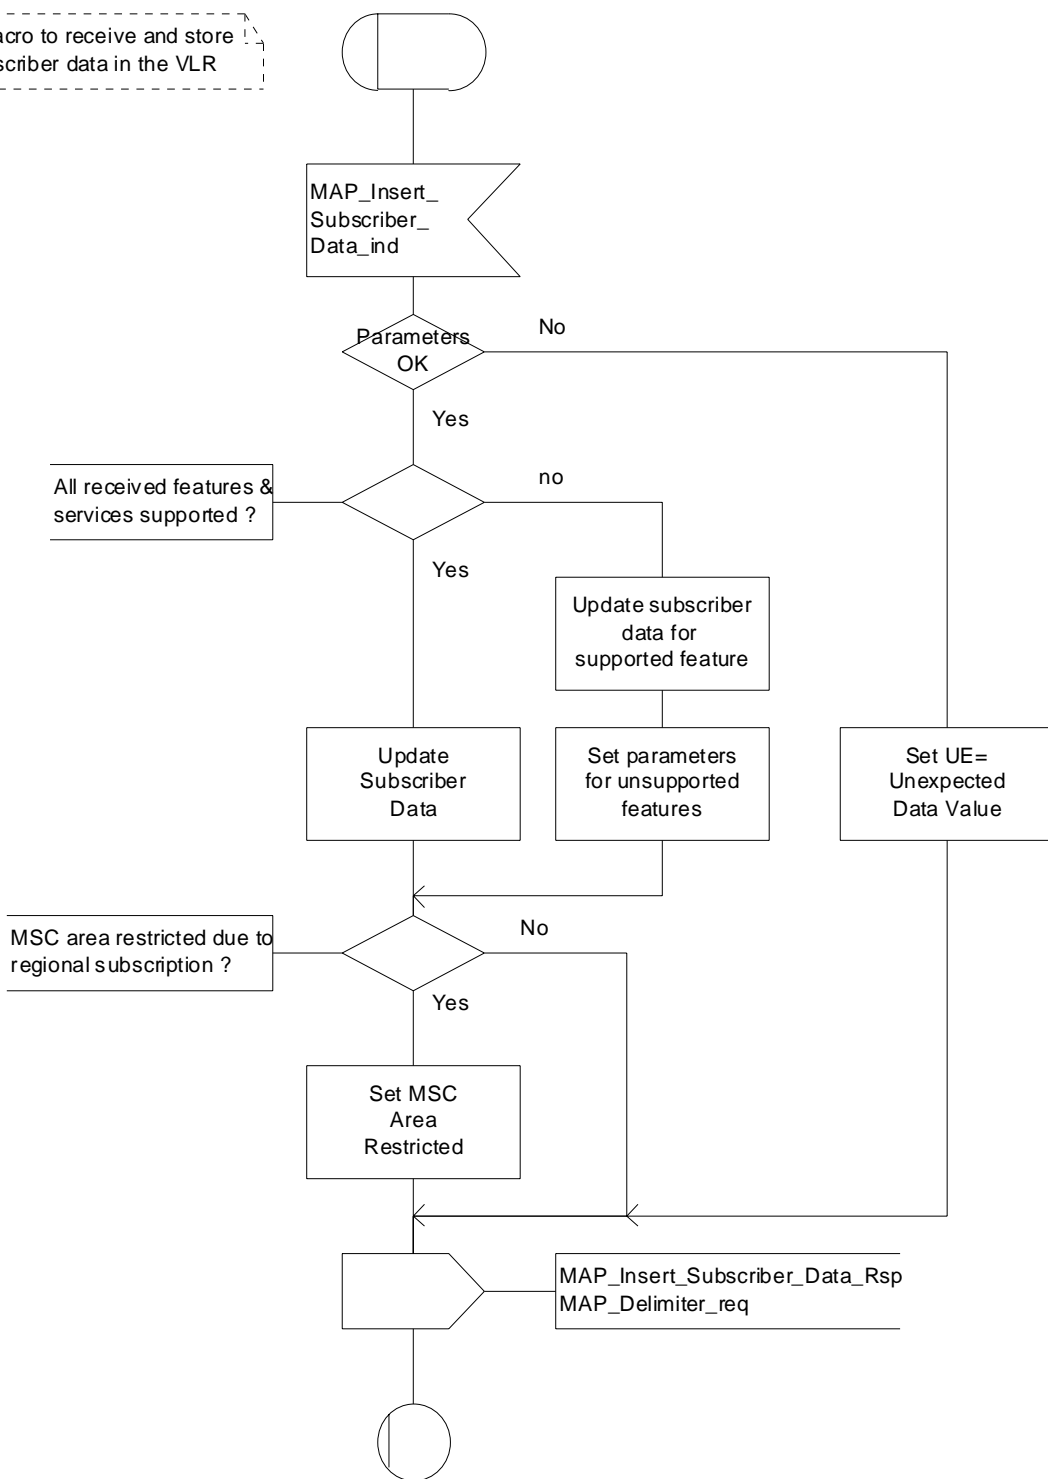 acro to receive and store
scriber data in the VLR
MAP_Insert_
Subscriber_
Data_ind
Parameters
OK
No
Yes
All received features &
services supported ?
no
Yes
Update subscriber
data for
supported feature
Update
Subscriber
Data
Set parameters
for unsupported
features
Set UE=
Unexpected
Data Value
MSC area restricted due to
regional subscription ?
No
Yes
Set MSC
Area
Restricted
MAP_Insert_Subscriber_Data_Rsp
MAP_Delimiter_req